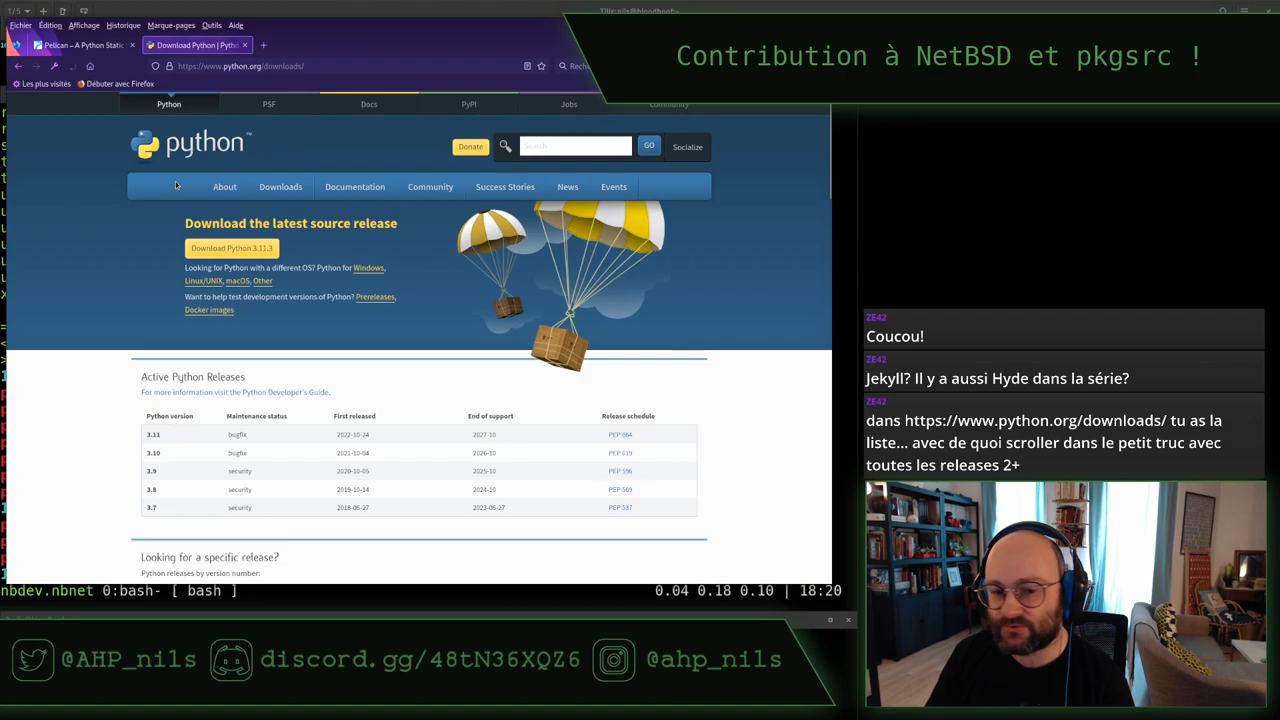 1/5
Tilix: nils@bloodhoof:~
Fichier Édition Affichage Historique Marque-pages Outils Aide
Pelican – A Python Static
Download Python | Pytho
https://www.python.org/downloads/
Rech
Les plus visités
Débuter avec Firefox
Contribution à NetBSD et pkgsrc !
Python PSF Docs PyPI Jobs Community
python™
Donate
Search
GO
Socialize
About Downloads Documentation Community Success Stories News Events
Download the latest source release
Download Python 3.11.3
Looking for Python with a different OS? Python for Windows,
Linux/UNIX, macOS, Other
Want to help test development versions of Python? Prereleases,
Docker images
Active Python Releases
For more information visit the Python Developer's Guide.
Python version Maintenance status First released End of support Release schedule
3.11 bugfix 2022-10-24 2027-10 PEP 664
3.10 bugfix 2021-10-04 2026-10 PEP 619
3.9 security 2020-10-05 2025-10 PEP 596
3.8 security 2019-10-14 2024-10 PEP 569
3.7 security 2018-06-27 2023-06-27 PEP 537
Looking for a specific release?
Python releases by version number:
nbdev.nbnet 0:bash- [ bash ]
0.04 0.18 0.10 | 18:20
ZE42
Coucou!
ZE42
Jekyll? Il y a aussi Hyde dans la série?
ZE42
dans https://www.python.org/downloads/ tu as la
liste... avec de quoi scroller dans le petit truc avec
toutes les releases 2+
@AHP_nils
discord.gg/48tN36XQZ6
@ahp_nils